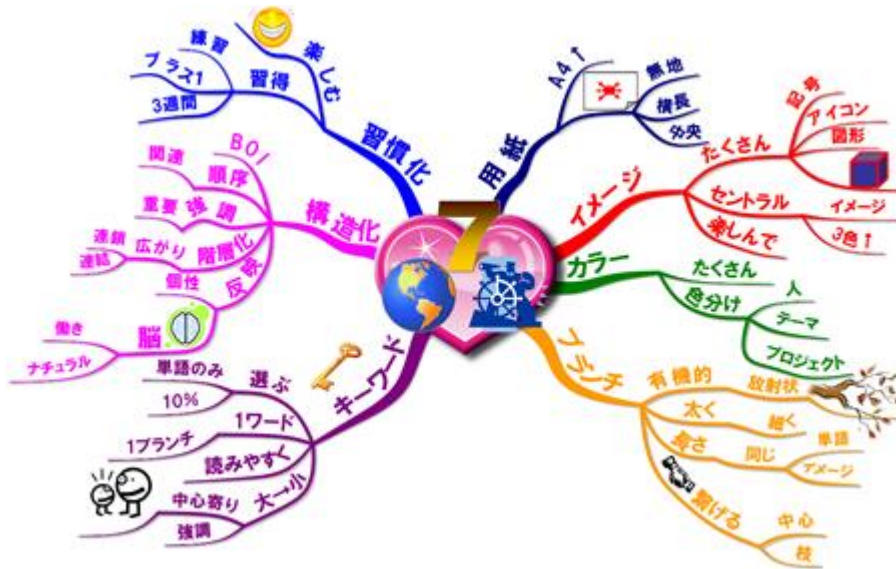 7
用紙
A4↑
無地
横長
中央
イメージ
たくさん
記号
アイコン
図形
セントラル
イメージ
3色↑
楽しんで
カラー
たくさん
色分け
人
テーマ
プロジェクト
ブランチ
有機的
放射状
太く
細く
長さ
同じ
単語
イメージ
繋げる
中心
枝
キーワード
選ぶ
単語のみ
10%
1ワード
1ブランチ
読みやすく
大→小
中心寄り
強調
構造化
BOI
順序
関連
強調
重要
階層化
広がり
連鎖
連結
反映
個性
脳
働き
ナチュラル
習慣化
楽しむ
習得
練習
プラス1
3週間